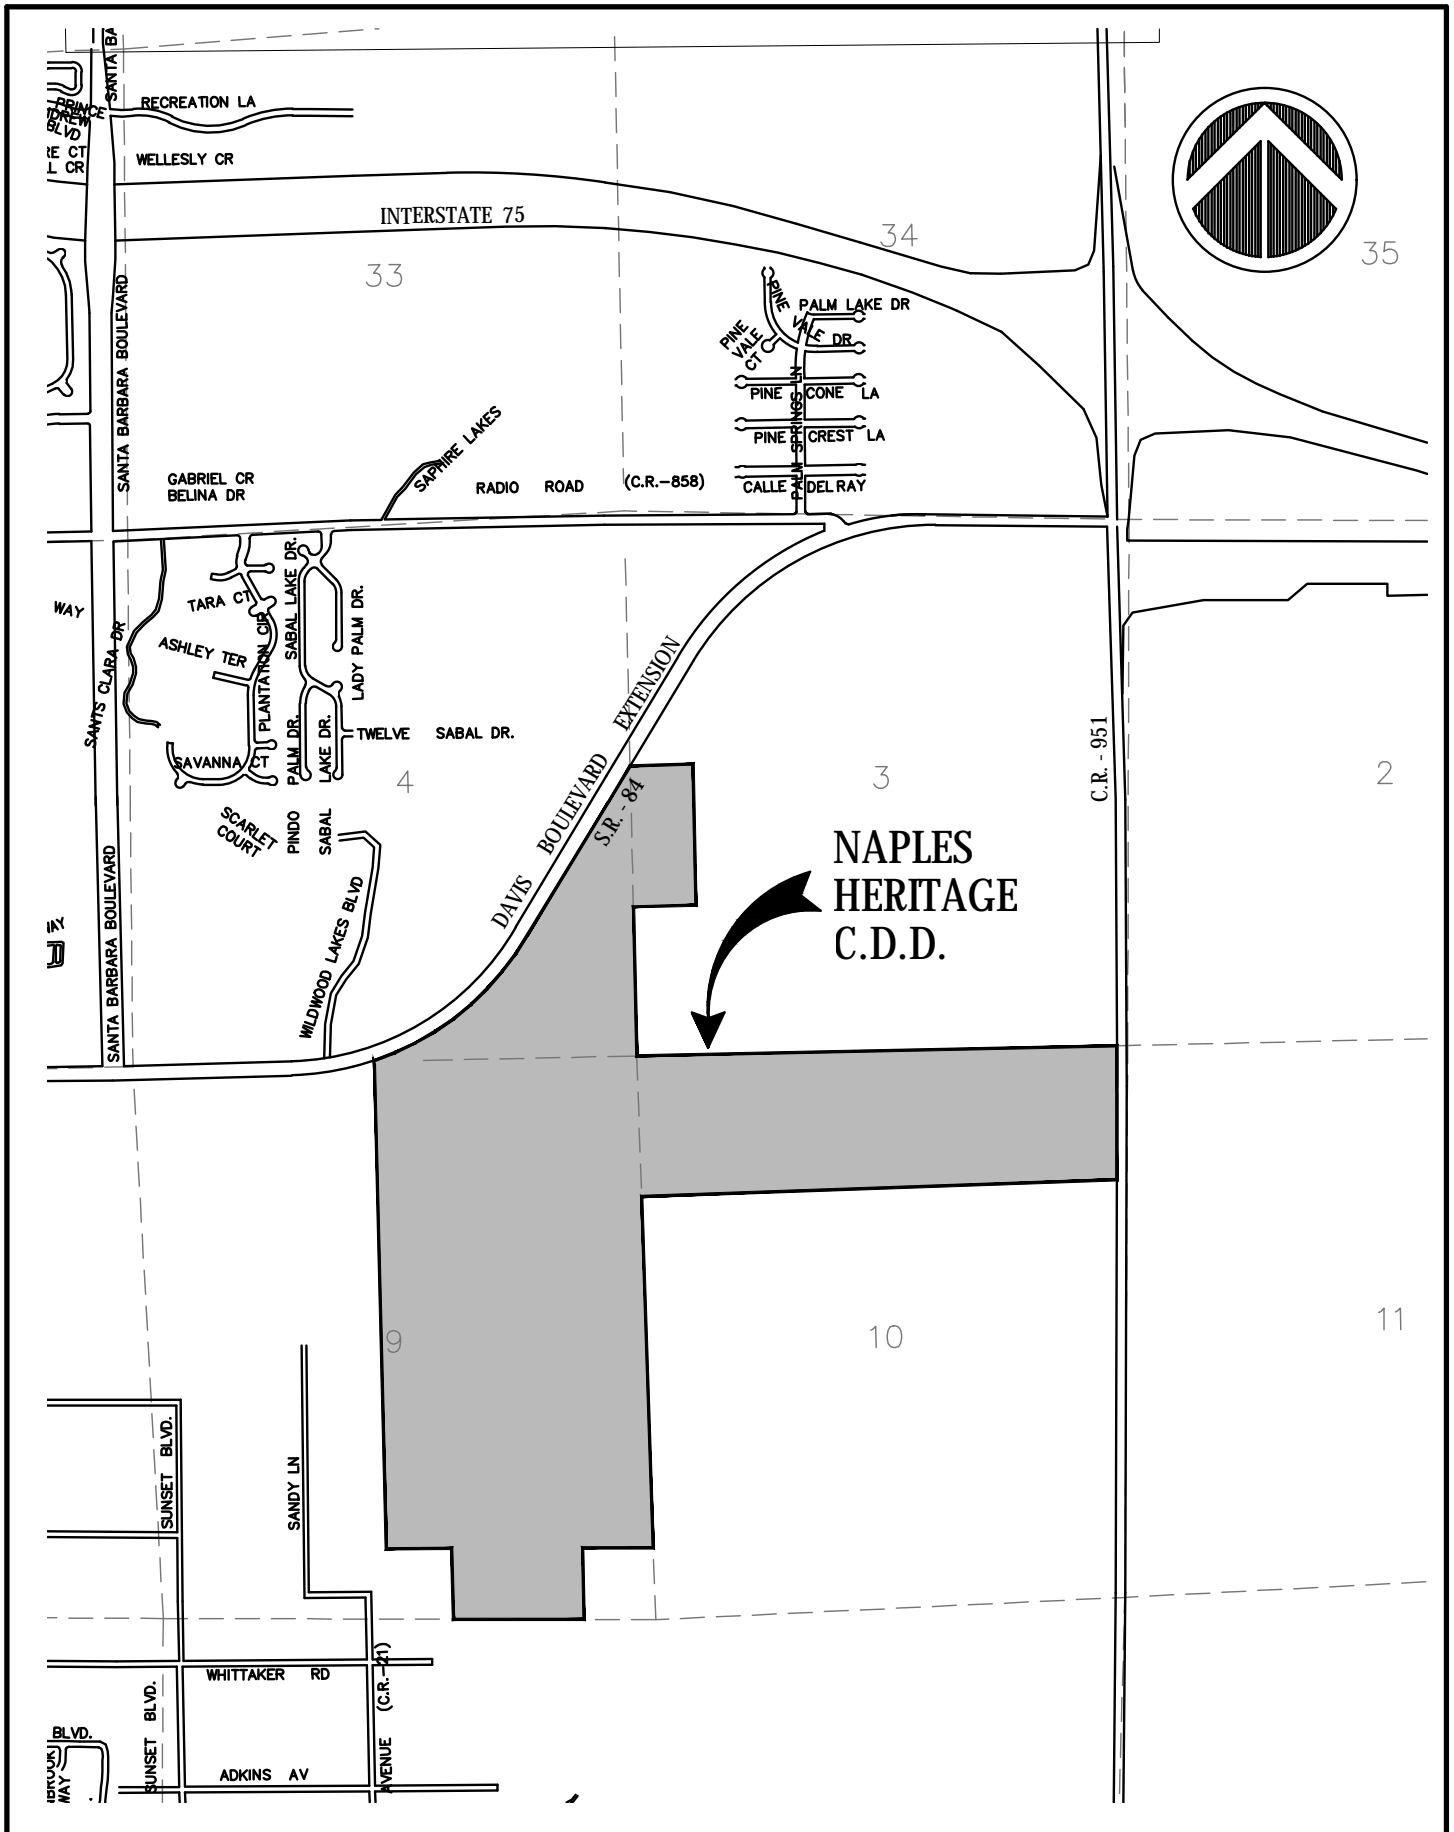 SANTA BA
RECREATION LA
PRINCE
DREW
BLVD
RE CT
L CR
WELLESLY CR
INTERSTATE 75
34
35
33
SANTA BARBARA BOULEVARD
PINE VALE DR
PALM LAKE DR
PINE
VALE
CT
PINE CONE LA
PALM SPRINGS LN
PINE CREST LA
CALLE DEL RAY
SAPHIRE LAKES
GABRIEL CR
BELINA DR
RADIO ROAD (C.R.-858)
WAY
TARA CT
ASHLEY TER
SANTS CLARA DR
PLANTATION CIR
SABAL LAKE DR.
LADY PALM DR.
TWELVE SABAL DR.
SAVANNA CT
SCARLET
COURT
PINDO PALM DR.
SABAL LAKE DR.
4
DAVIS BOULEVARD EXTENSION
S.R. - 84
3
C.R. - 951
2
NAPLES
HERITAGE
C.D.D.
WILDWOOD LAKES BLVD
SANTA BARBARA BOULEVARD
9
10
11
SUNSET BLVD.
SANDY LN
WHITTAKER RD
(C.R.-21)
AVENUE
SUNSET BLVD.
BLVD.
WAY
ADKINS AV